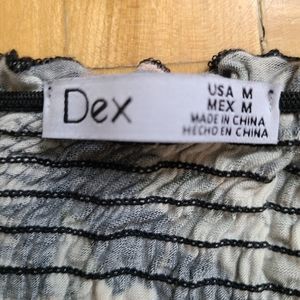 Dex
USA M
MEX M
MADE IN CHINA
HECHO EN CHINA